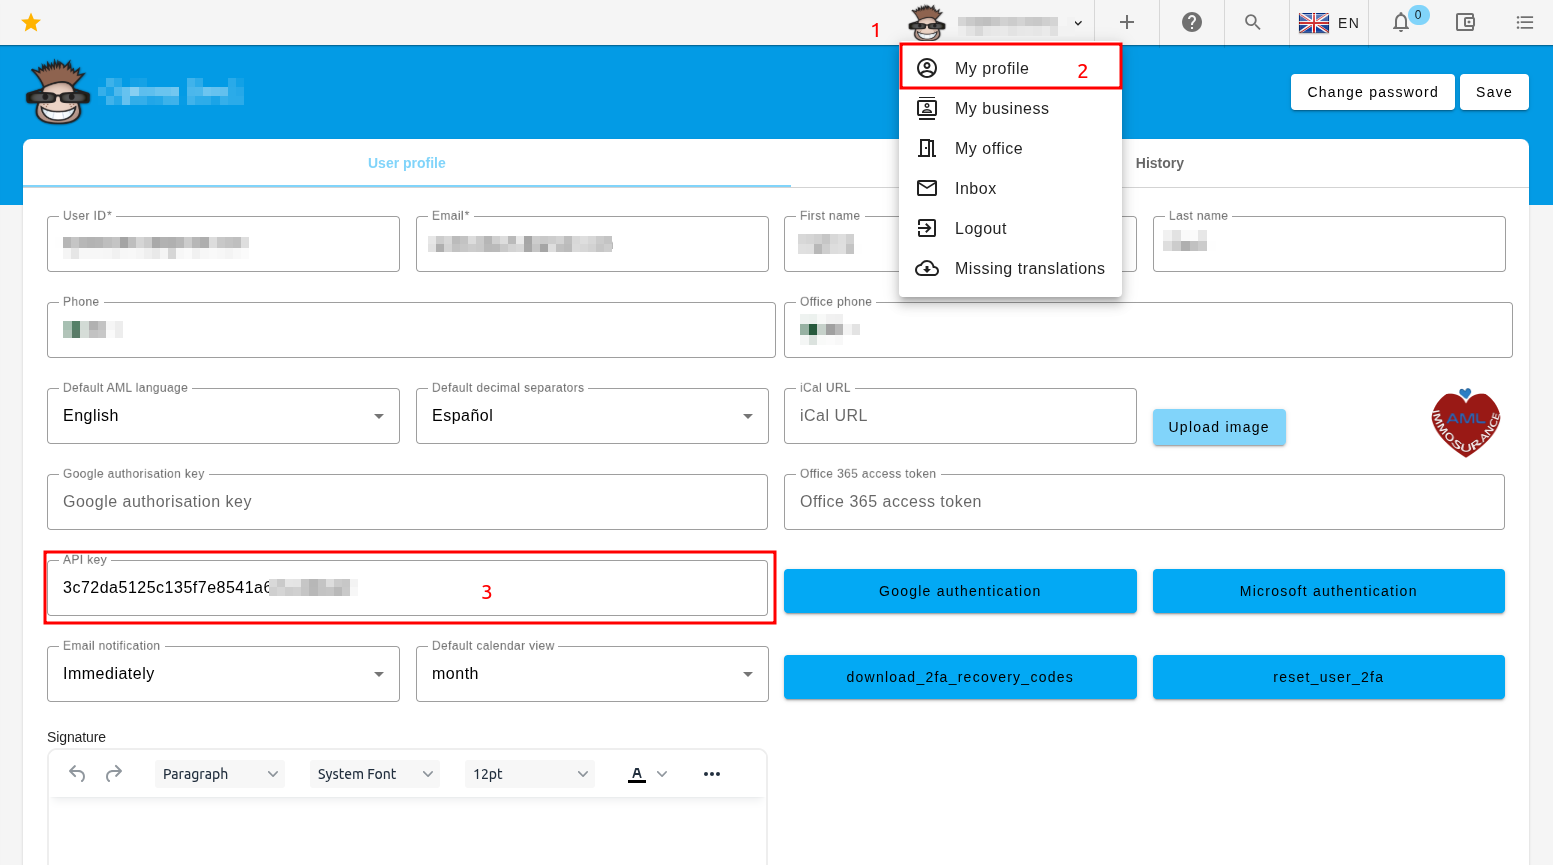 1
EN
0
My profile
2
My business
My office
Inbox
Logout
Missing translations
Change password
Save
User profile
History
User ID*
Email*
First name
Last name
Phone
Office phone
Default AML language
English
Default decimal separators
Español
iCal URL
iCal URL
Upload image
AML
IMMOSURANCE
Google authorisation key
Google authorisation key
Office 365 access token
Office 365 access token
API key
3c72da5125c135f7e8541a6
3
Google authentication
Microsoft authentication
Email notification
Immediately
Default calendar view
month
download_2fa_recovery_codes
reset_user_2fa
Signature
Paragraph
System Font
12pt
A